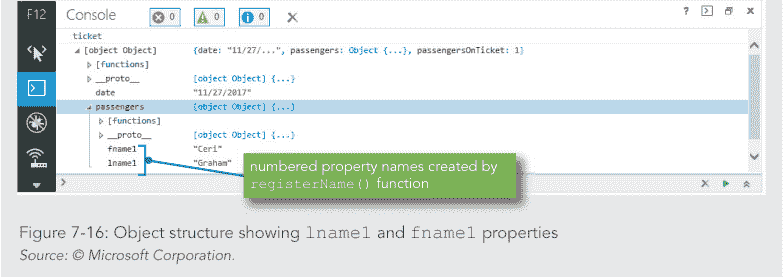 F12 Console 0 0 0 ?
ticket
[object Object] {date: "11/27/...", passengers: Object {...}, passengersOnTicket: 1}
[functions]
__proto__ [object Object] {...}
date "11/27/2017"
passengers [object Object] {...}
[functions]
__proto__ [object Object] {...}
fname1 "Ceri"
lname1 "Graham"
numbered property names created by
registerName() function
Figure 7-16: Object structure showing lname1 and fname1 properties
Source: © Microsoft Corporation.